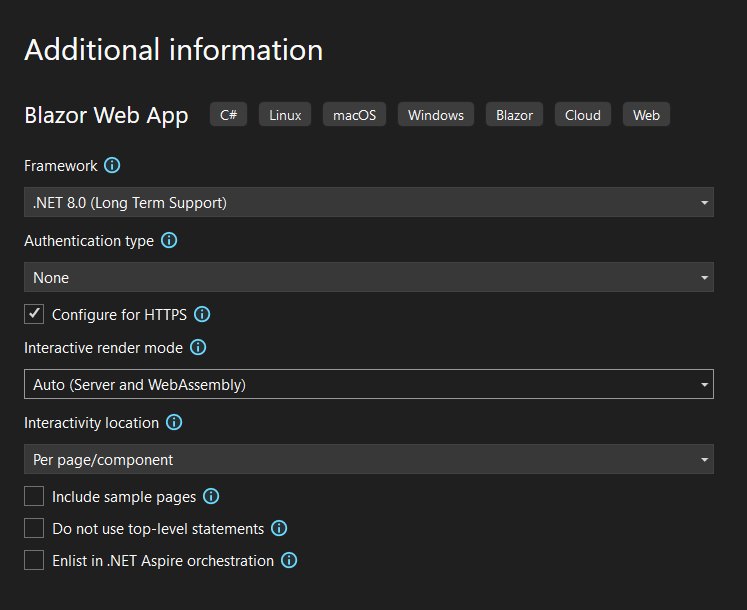 Additional information
Blazor Web App C# Linux macOS Windows Blazor Cloud Web
Framework
.NET 8.0 (Long Term Support)
Authentication type
None
Configure for HTTPS
Interactive render mode
Auto (Server and WebAssembly)
Interactivity location
Per page/component
Include sample pages
Do not use top-level statements
Enlist in .NET Aspire orchestration